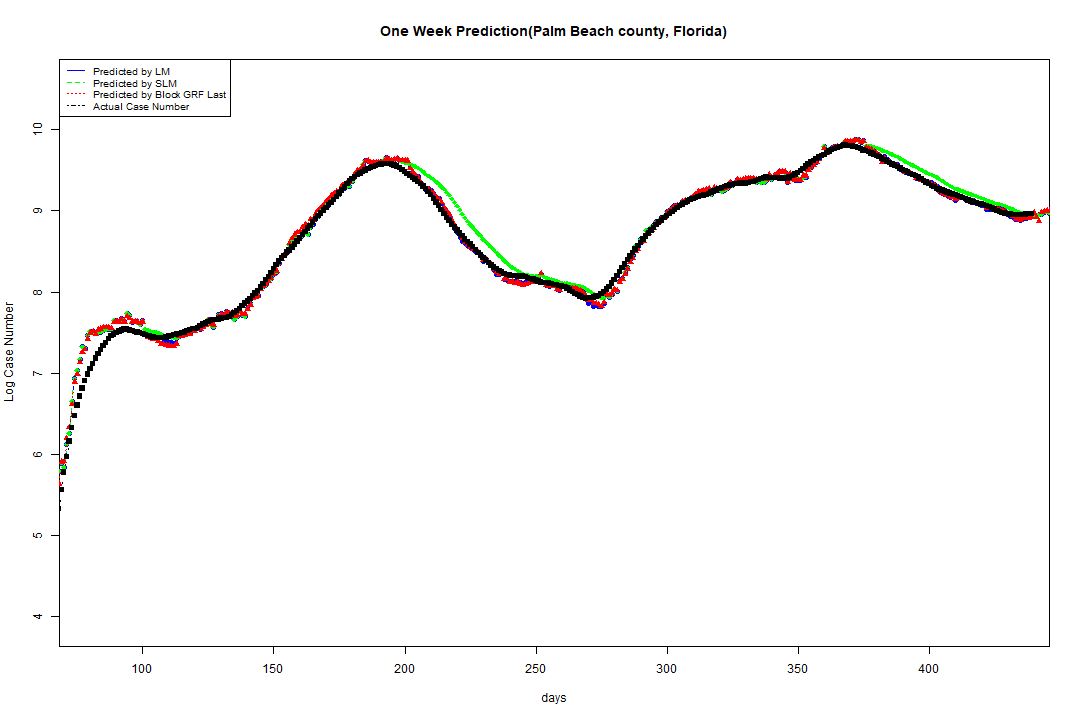 One Week Prediction(Palm Beach county, Florida)
Predicted by LM
Predicted by SLM
Predicted by Block GRF Last
Actual Case Number
10
9
8
7
6
5
4
Log Case Number
100 150 200 250 300 350 400
days